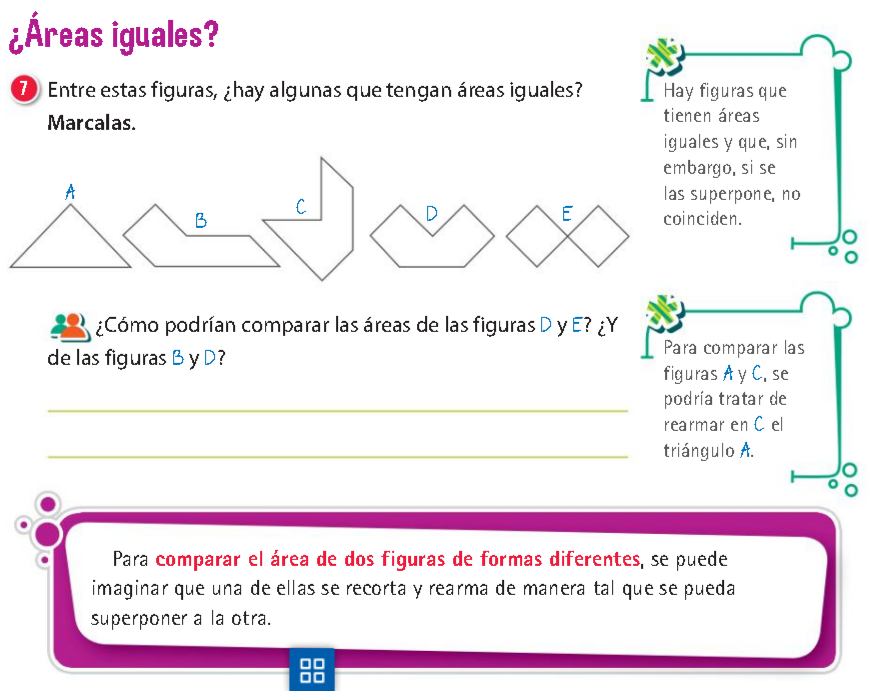 ¿Áreas iguales?
7 Entre estas figuras, ¿hay algunas que tengan áreas iguales?
Marcalas.
A
B
C
D
E
Hay figuras que
tienen áreas
iguales y que, sin
embargo, si se
las superpone, no
coinciden.
¿Cómo podrían comparar las áreas de las figuras D y E? ¿Y
de las figuras B y D?
Para comparar las
figuras A y C, se
podría tratar de
rearmar en C el
triángulo A.
Para comparar el área de dos figuras de formas diferentes, se puede
imaginar que una de ellas se recorta y rearma de manera tal que se pueda
superponer a la otra.